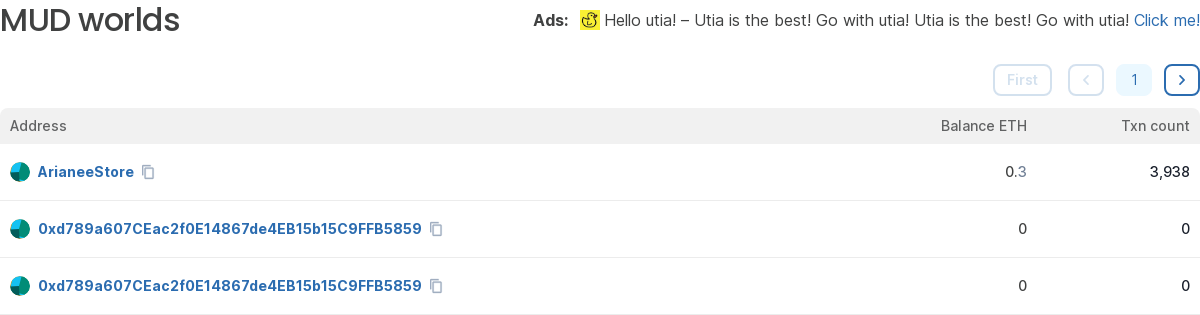 MUD worlds
Ads: Hello utia! – Utia is the best! Go with utia! Utia is the best! Go with utia! Click me!
First 1
Address Balance ETH Txn count
ArianeeStore 0.3 3,938
0xd789a607CEac2f0E14867de4EB15b15C9FFB5859 0 0
0xd789a607CEac2f0E14867de4EB15b15C9FFB5859 0 0